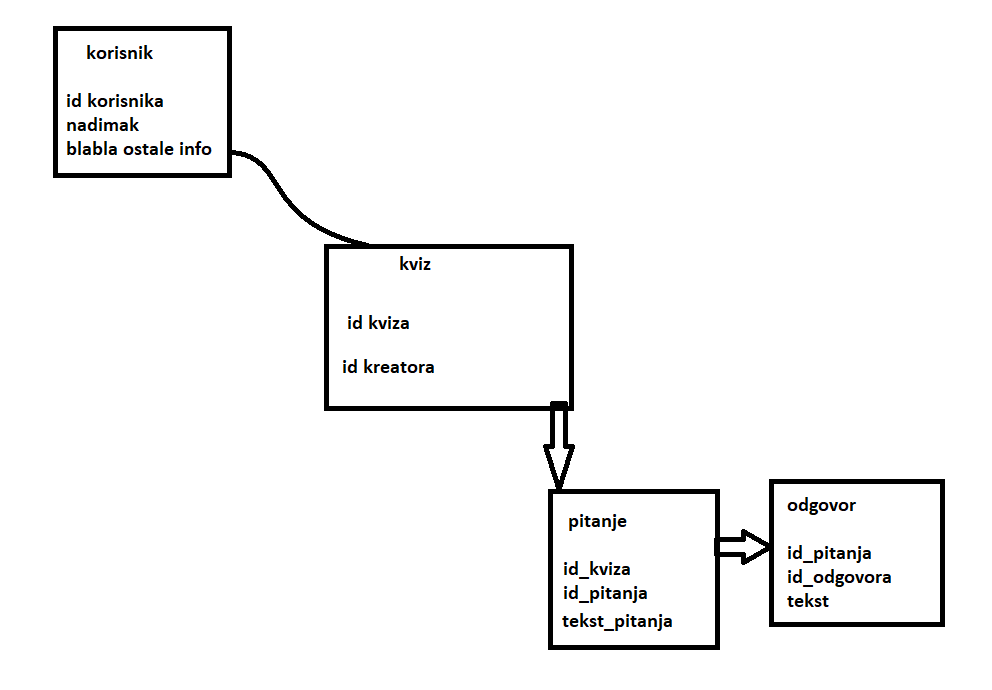 korisnik
id korisnika
nadimak
blabla ostale info
kviz
id kviza
id kreatora
pitanje
id_kviza
id_pitanja
tekst_pitanja
odgovor
id_pitanja
id_odgovora
tekst